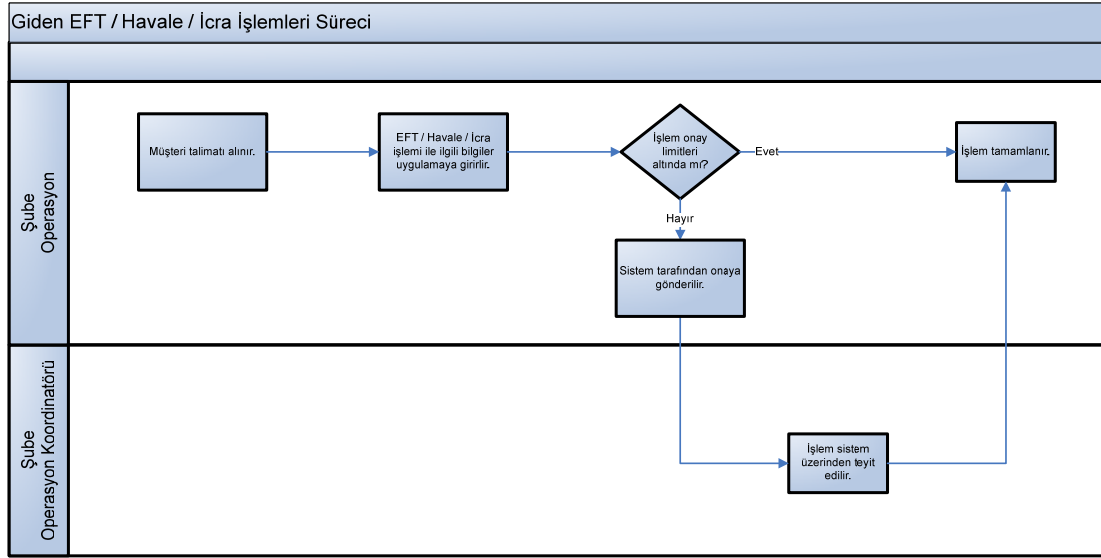 Giden EFT / Havale / İcra İşlemleri Süreci
Şube
Operasyon
Müşteri talimatı alınır.
EFT / Havale / İcra
işlemi ile ilgili bilgiler
uygulamaya girirlir.
İşlem onay
limitleri
altında mı?
Evet
İşlem tamamlanır.
Hayır
Sistem tarafından onaya
gönderilir.
Şube
Operasyon Koordinatörü
İşlem sistem
üzerinden teyit
edilir.